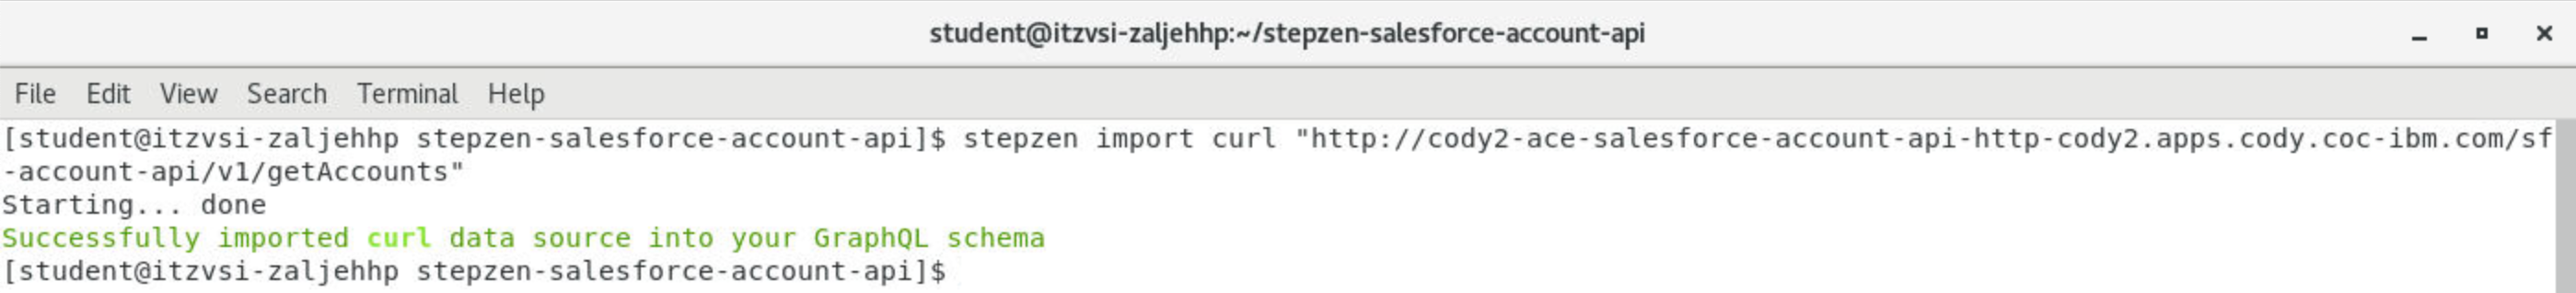 student@itzvsi-zaljehhp:~/stepzen-salesforce-account-api
File Edit View Search Terminal Help
[student@itzvsi-zaljehhp stepzen-salesforce-account-api]$ stepzen import curl "http://cody2-ace-salesforce-account-api-http-cody2.apps.cody.coc-ibm.com/sf
-account-api/v1/getAccounts"
Starting... done
Successfully imported curl data source into your GraphQL schema
[student@itzvsi-zaljehhp stepzen-salesforce-account-api]$